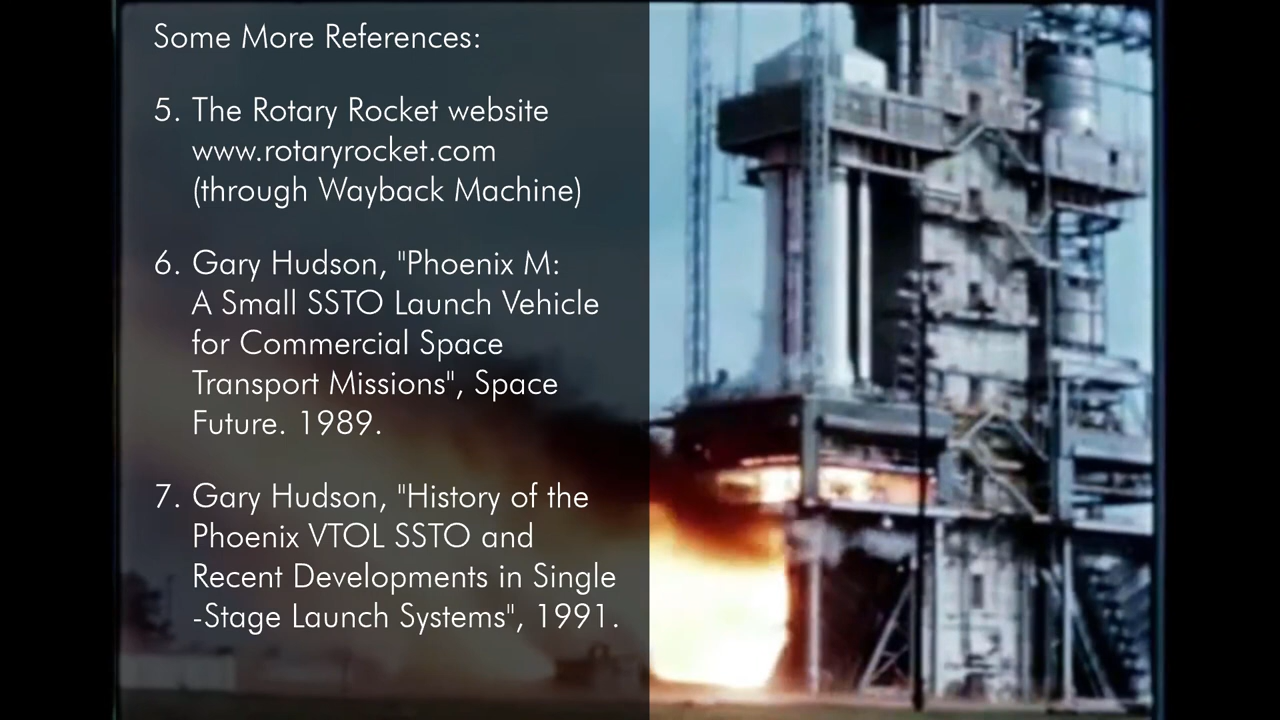 Some More References:
5. The Rotary Rocket website
www.rotaryrocket.com
(through Wayback Machine)
6. Gary Hudson, "Phoenix M:
A Small SSTO Launch Vehicle
for Commercial Space
Transport Missions", Space
Future. 1989.
7. Gary Hudson, "History of the
Phoenix VTOL SSTO and
Recent Developments in Single
-Stage Launch Systems", 1991.